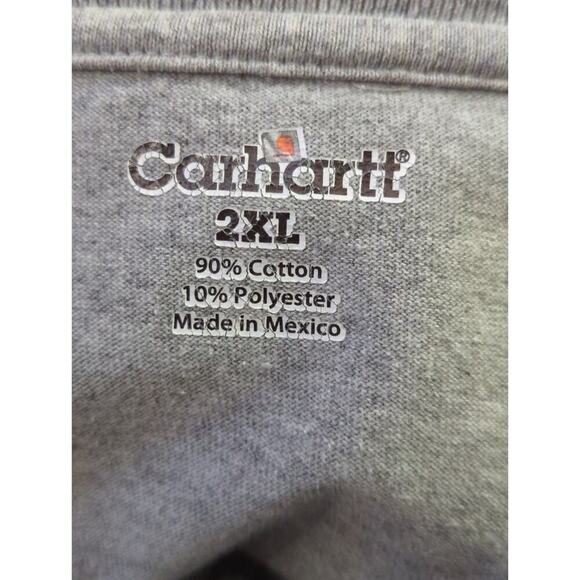 Carhartt®
2XL
90% Cotton
10% Polyester
Made in Mexico